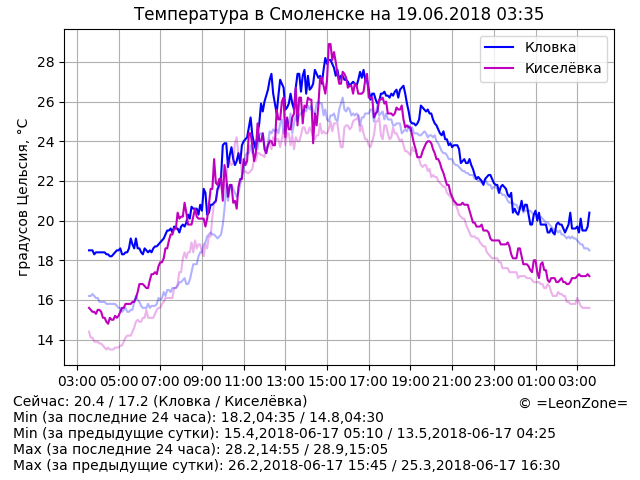 Температура в Смоленске на 19.06.2018 03:35
Кловка
Киселёвка
градусов Цельсия, °C
28
26
24
22
20
18
16
14
03:00 05:00 07:00 09:00 11:00 13:00 15:00 17:00 19:00 21:00 23:00 01:00 03:00
Сейчас: 20.4 / 17.2 (Кловка / Киселёвка)
© =LeonZone=
Min (за последние 24 часа): 18.2,04:35 / 14.8,04:30
Min (за предыдущие сутки): 15.4,2018-06-17 05:10 / 13.5,2018-06-17 04:25
Max (за последние 24 часа): 28.2,14:55 / 28.9,15:05
Max (за предыдущие сутки): 26.2,2018-06-17 15:45 / 25.3,2018-06-17 16:30